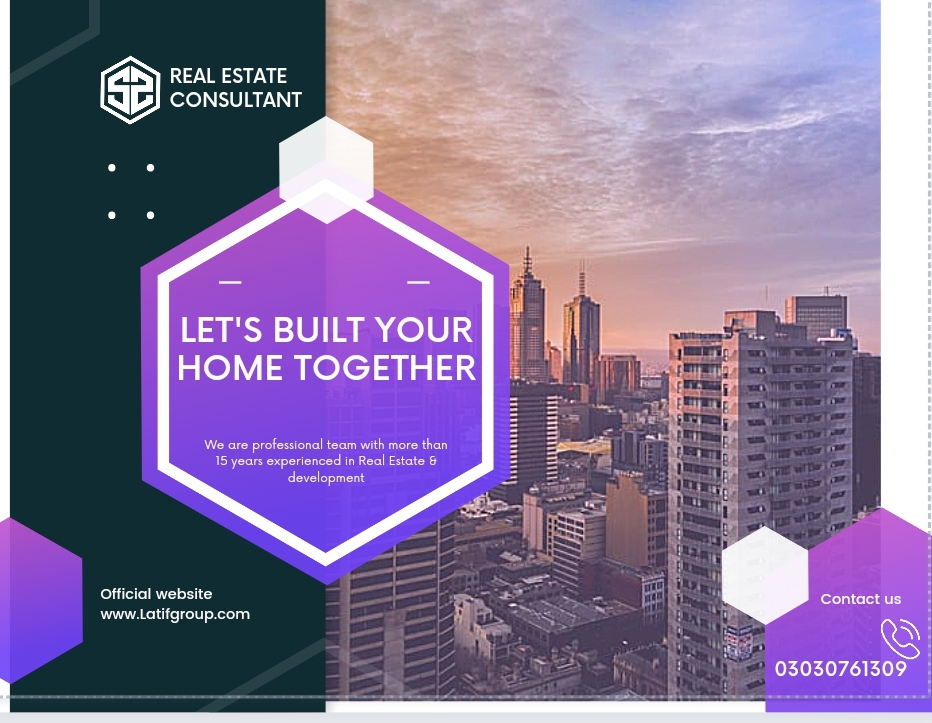 REAL ESTATE
CONSULTANT
LET'S BUILT YOUR
HOME TOGETHER
We are professional team with more than
15 years experienced in Real Estate &
development
Official website
www.Latifgroup.com
Contact us
03030761309